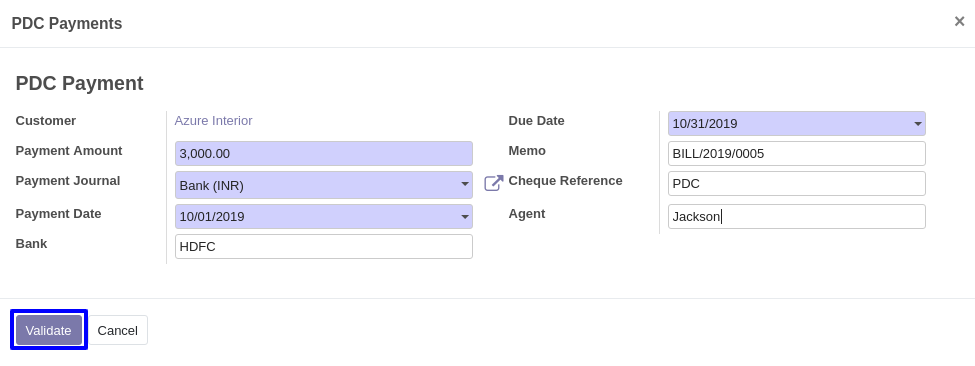 PDC Payments ×
PDC Payment
Customer Azure Interior
Payment Amount 3,000.00
Payment Journal Bank (INR)
Payment Date 10/01/2019
Bank HDFC
Due Date 10/31/2019
Memo BILL/2019/0005
Cheque Reference PDC
Agent Jackson
Validate Cancel